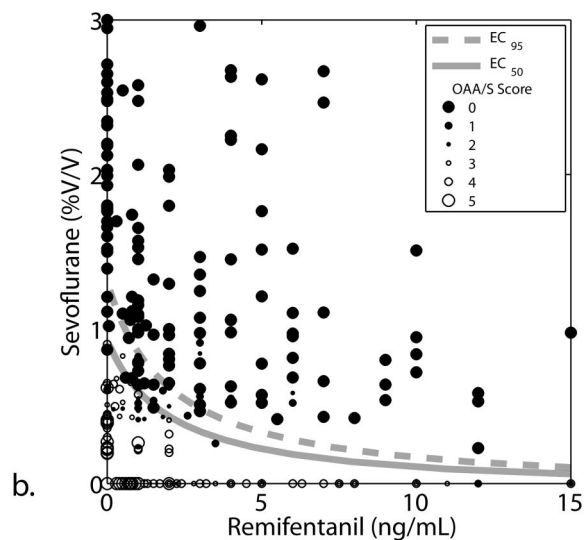 3
2
1
0
Sevoflurane (%V/V)
EC 95
EC 50
OAA/S Score
0
1
2
3
4
5
0
5
10
15
Remifentanil (ng/mL)
b.